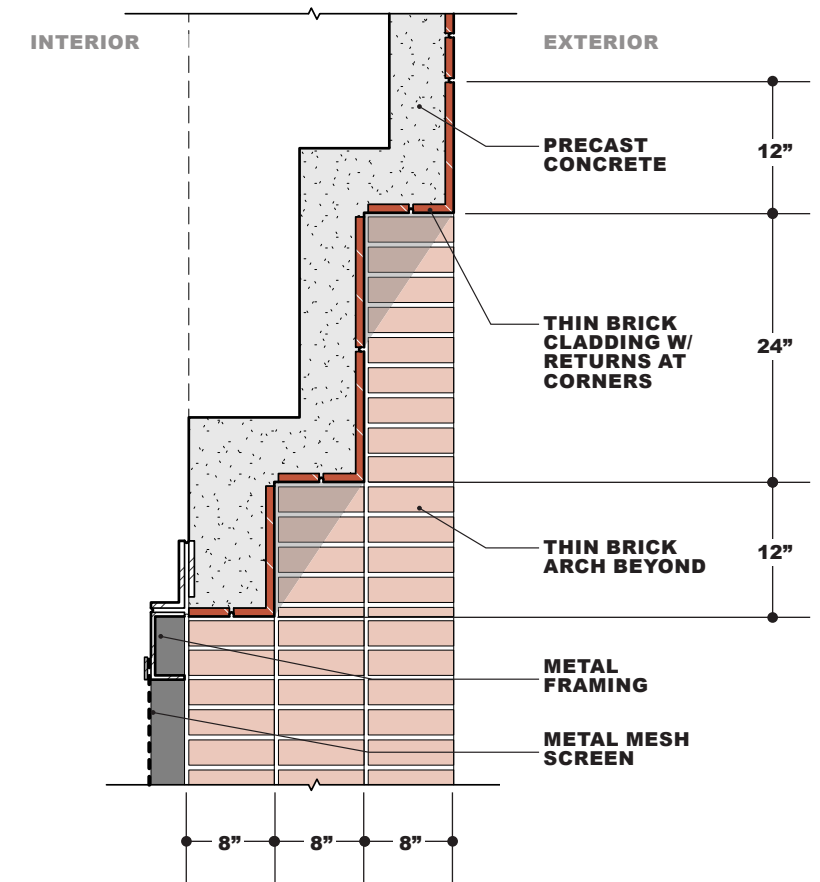 INTERIOR
EXTERIOR
PRECAST
CONCRETE
12”
THIN BRICK
CLADDING W/
RETURNS AT
CORNERS
24”
THIN BRICK
ARCH BEYOND
12”
METAL
FRAMING
METAL MESH
SCREEN
8”
8”
8”